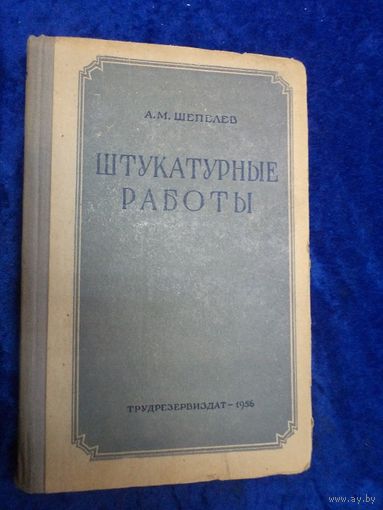 А.М. ШЕПЕЛЕВ
ШТУКАТУРНЫЕ
РАБОТЫ
ТРУДРЕЗЕРВИЗДАТ – 1956
www.ay.by